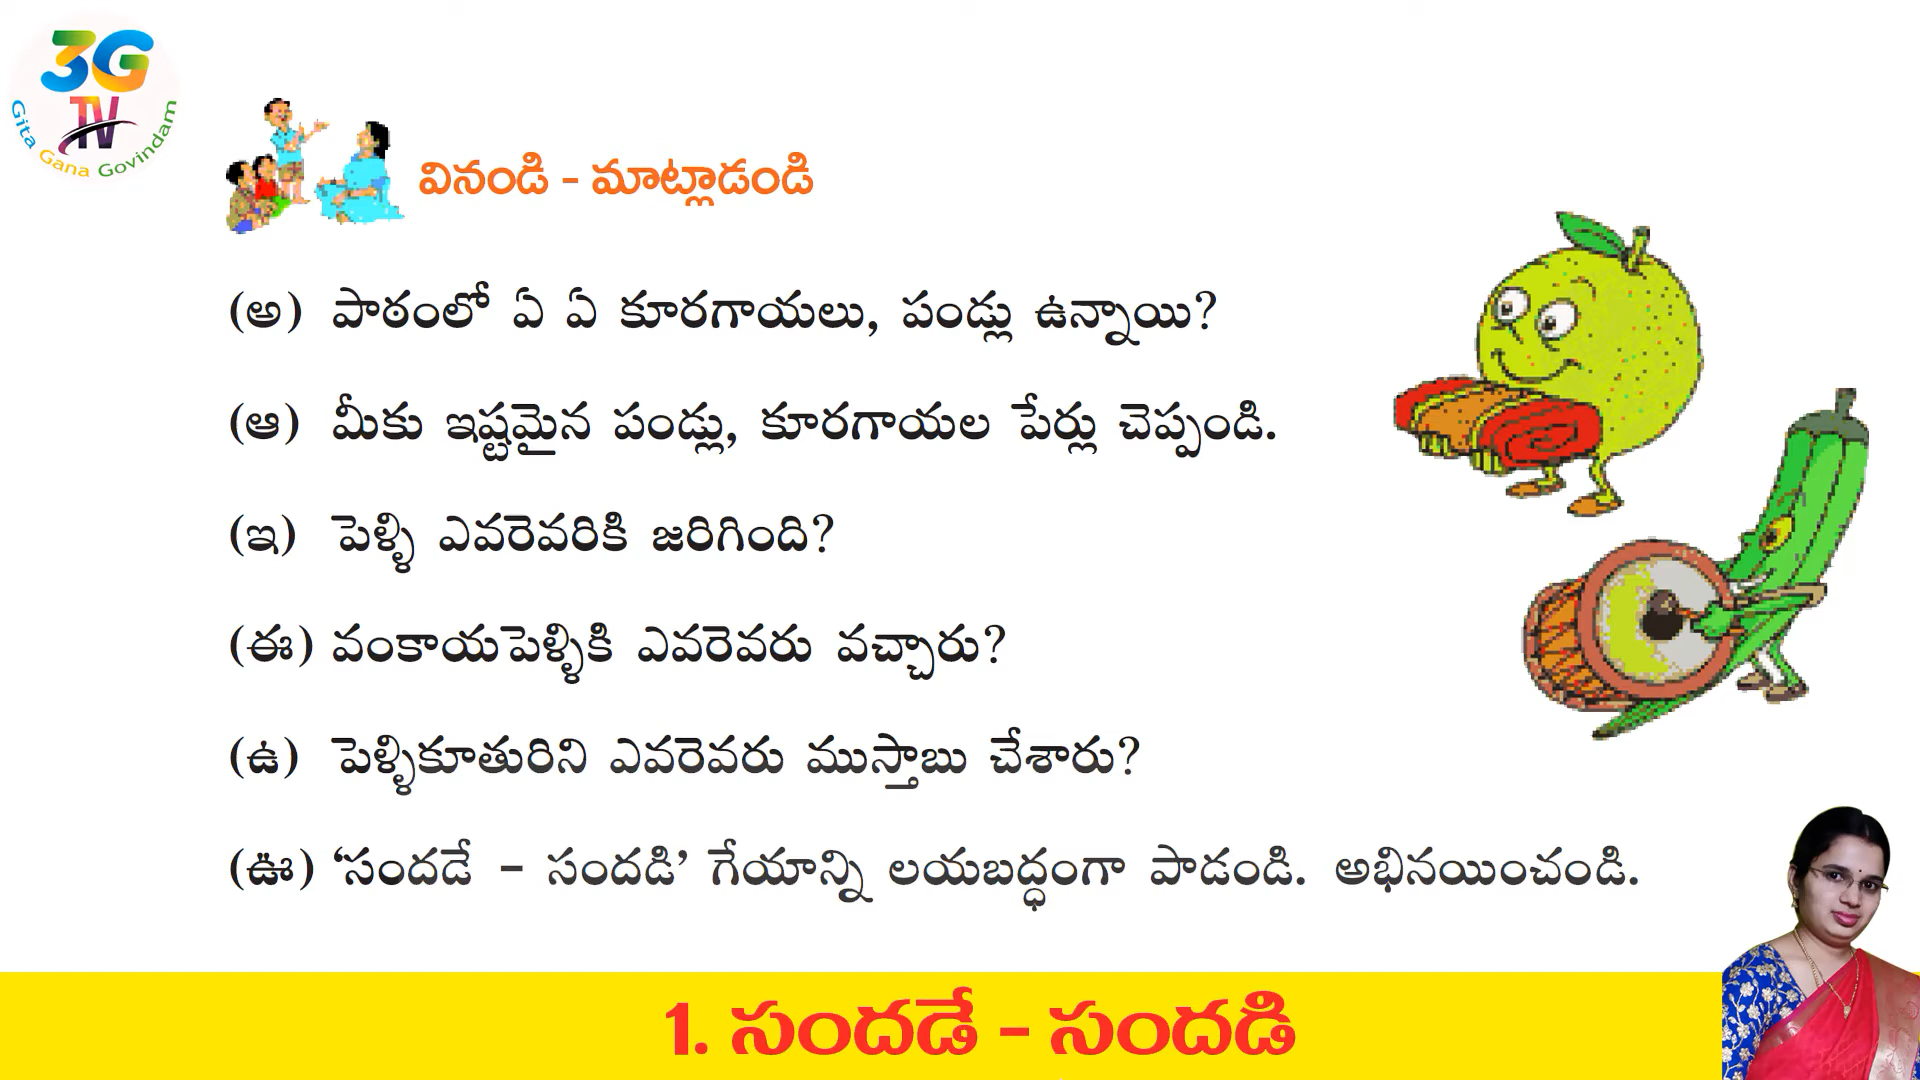 3G
TV
Gita Gana Govindam
వినండి - మాట్లాడండి
(అ) పాఠంలో ఏ ఏ కూరగాయలు, పండ్లు ఉన్నాయి?
(ఆ) మీకు ఇష్టమైన పండ్లు, కూరగాయల పేర్లు చెప్పండి.
(ఇ) పెళ్ళి ఎవరెవరికి జరిగింది?
(ఈ) వంకాయపెళ్ళికి ఎవరెవరు వచ్చారు?
(ఉ) పెళ్ళికూతురిని ఎవరెవరు ముస్తాబు చేశారు?
(ఊ) ‘సందడే – సందడి’ గేయాన్ని లయబద్ధంగా పాడండి. అభినయించండి.
1. సందడే - సందడి